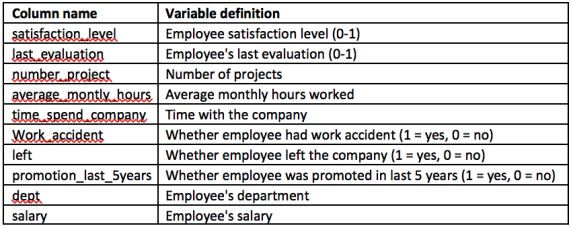 Column name Variable definition
satisfaction_level Employee satisfaction level (0-1)
last_evaluation Employee's last evaluation (0-1)
number_project Number of projects
average_montly_hours Average monthly hours worked
time_spend_company Time with the company
Work_accident Whether employee had work accident (1 = yes, 0 = no)
left Whether employee left the company (1 = yes, 0 = no)
promotion_last_5years Whether employee was promoted in last 5 years (1 = yes, 0 = no)
dept Employee's department
salary Employee's salary